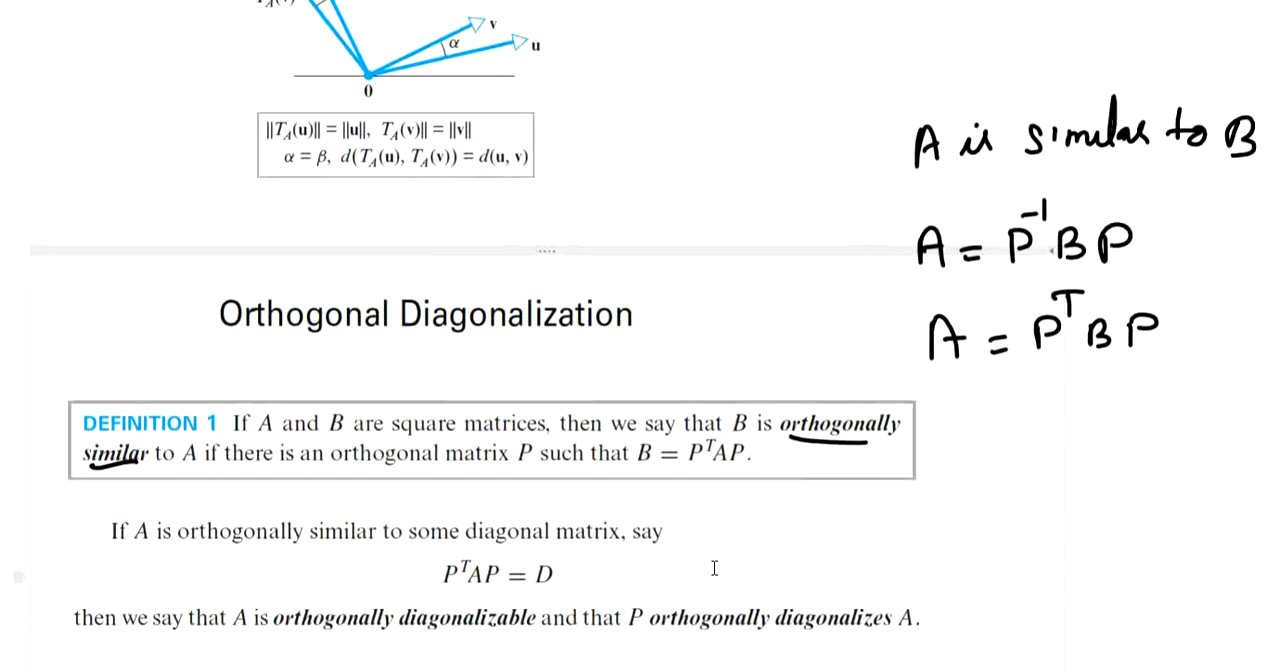 v
α
u
0
||T_A(u)|| = ||u||, T_A(v)|| = ||v||
α = β, d(T_A(u), T_A(v)) = d(u, v)
A is similar to B
A = P⁻¹BP
A = PᵀBP
Orthogonal Diagonalization
DEFINITION 1 If A and B are square matrices, then we say that B is orthogonally
similar to A if there is an orthogonal matrix P such that B = PᵀAP.
If A is orthogonally similar to some diagonal matrix, say
PᵀAP = D
then we say that A is orthogonally diagonalizable and that P orthogonally diagonalizes A.